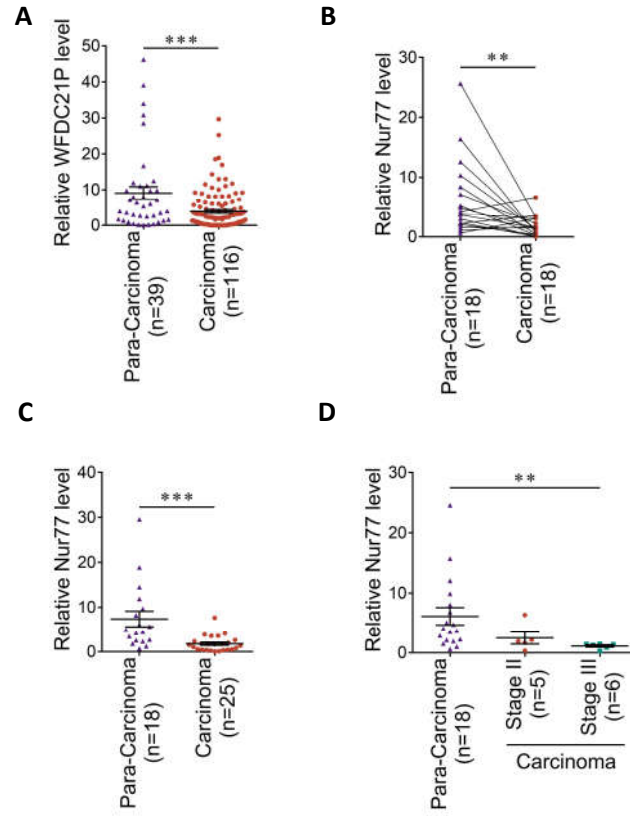 A
Relative WFDC21P level
50
40
30
20
10
0
***
Para-Carcinoma
(n=39)
Carcinoma
(n=116)
B
Relative Nur77 level
30
20
10
0
**
Para-Carcinoma
(n=18)
Carcinoma
(n=18)
C
Relative Nur77 level
40
30
20
10
0
***
Para-Carcinoma
(n=18)
Carcinoma
(n=25)
D
Relative Nur77 level
30
20
10
0
**
Para-Carcinoma
(n=18)
Stage II
(n=5)
Stage III
(n=6)
Carcinoma